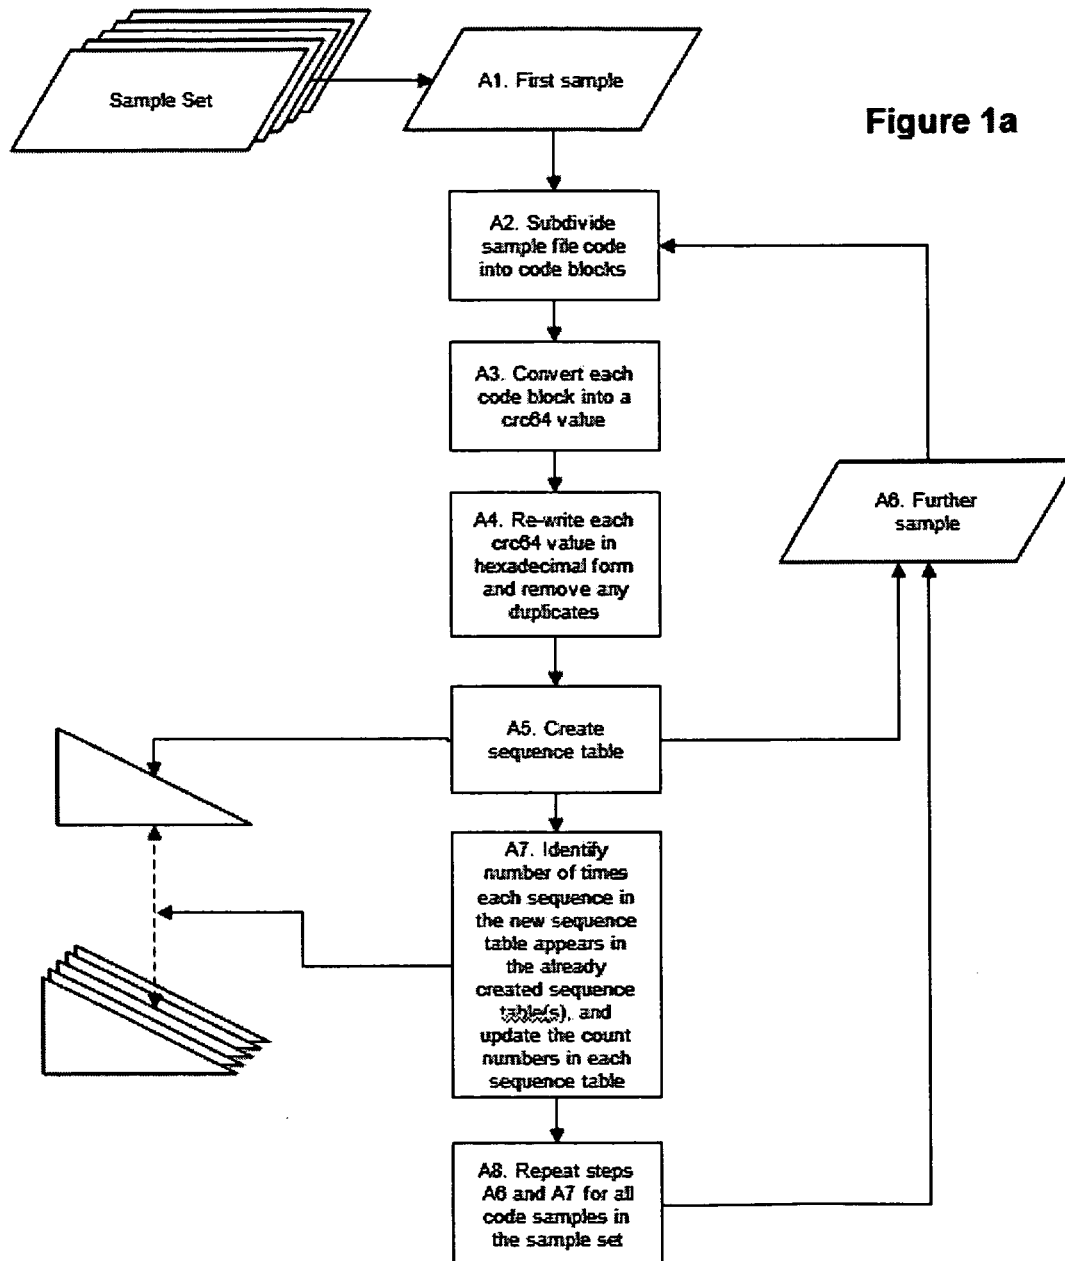 Sample Set
A1. First sample
Figure 1a
A2. Subdivide
sample file code
into code blocks
A3. Convert each
code block into a
crc64 value
A4. Re-write each
crc64 value in
hexadecimal form
and remove any
duplicates
A6. Further
sample
A5. Create
sequence table
A7. Identify
number of times
each sequence in
the new sequence
table appears in
the already
created sequence
table(s), and
update the count
numbers in each
sequence table
A8. Repeat steps
A6 and A7 for all
code samples in
the sample set